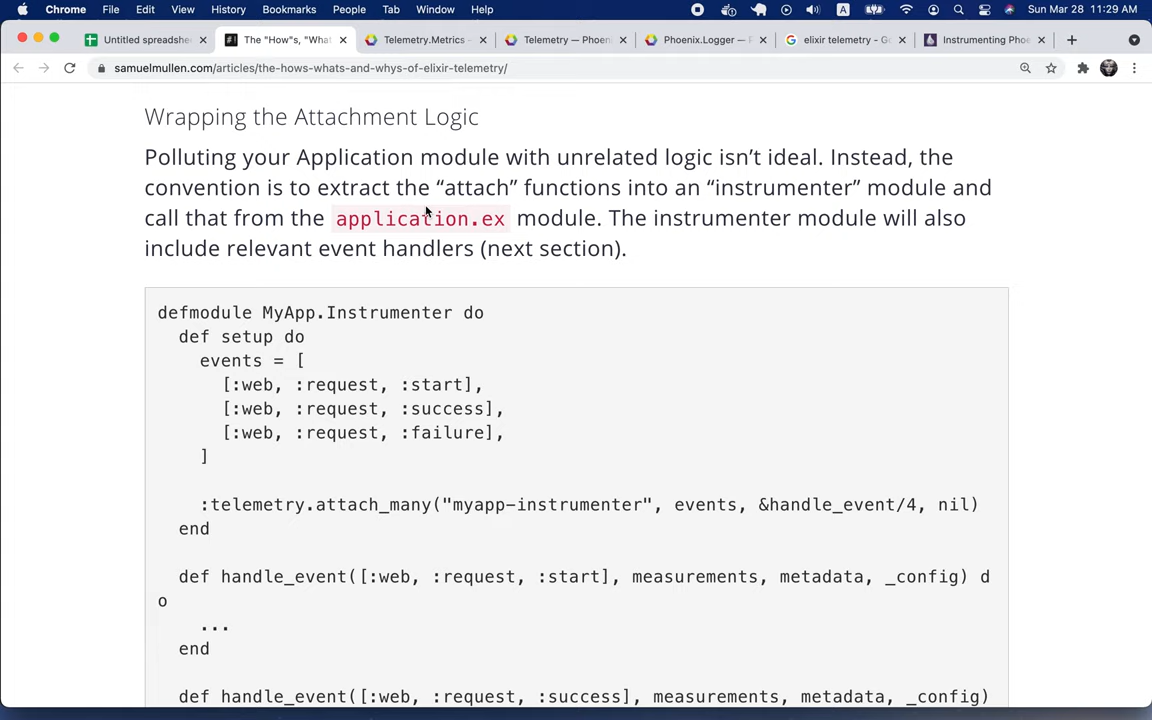 Chrome File Edit View History Bookmarks People Tab Window Help A Sun Mar 28 11:29 AM
Untitled spreadshe The "How"s, "What Telemetry.Metrics - Telemetry — Phoen Phoenix.Logger — elixir telemetry - Go Instrumenting Pho
samuelmullen.com/articles/the-hows-whats-and-whys-of-elixir-telemetry/
Wrapping the Attachment Logic
Polluting your Application module with unrelated logic isn’t ideal. Instead, the
convention is to extract the “attach” functions into an “instrumenter” module and
call that from the application.ex module. The instrumenter module will also
include relevant event handlers (next section).
defmodule MyApp.Instrumenter do
def setup do
events = [
[:web, :request, :start],
[:web, :request, :success],
[:web, :request, :failure],
]
:telemetry.attach_many("myapp-instrumenter", events, &handle_event/4, nil)
end
def handle_event([:web, :request, :start], measurements, metadata, _config) d
o
...
end
def handle_event([:web, :request, :success], measurements, metadata, _config)